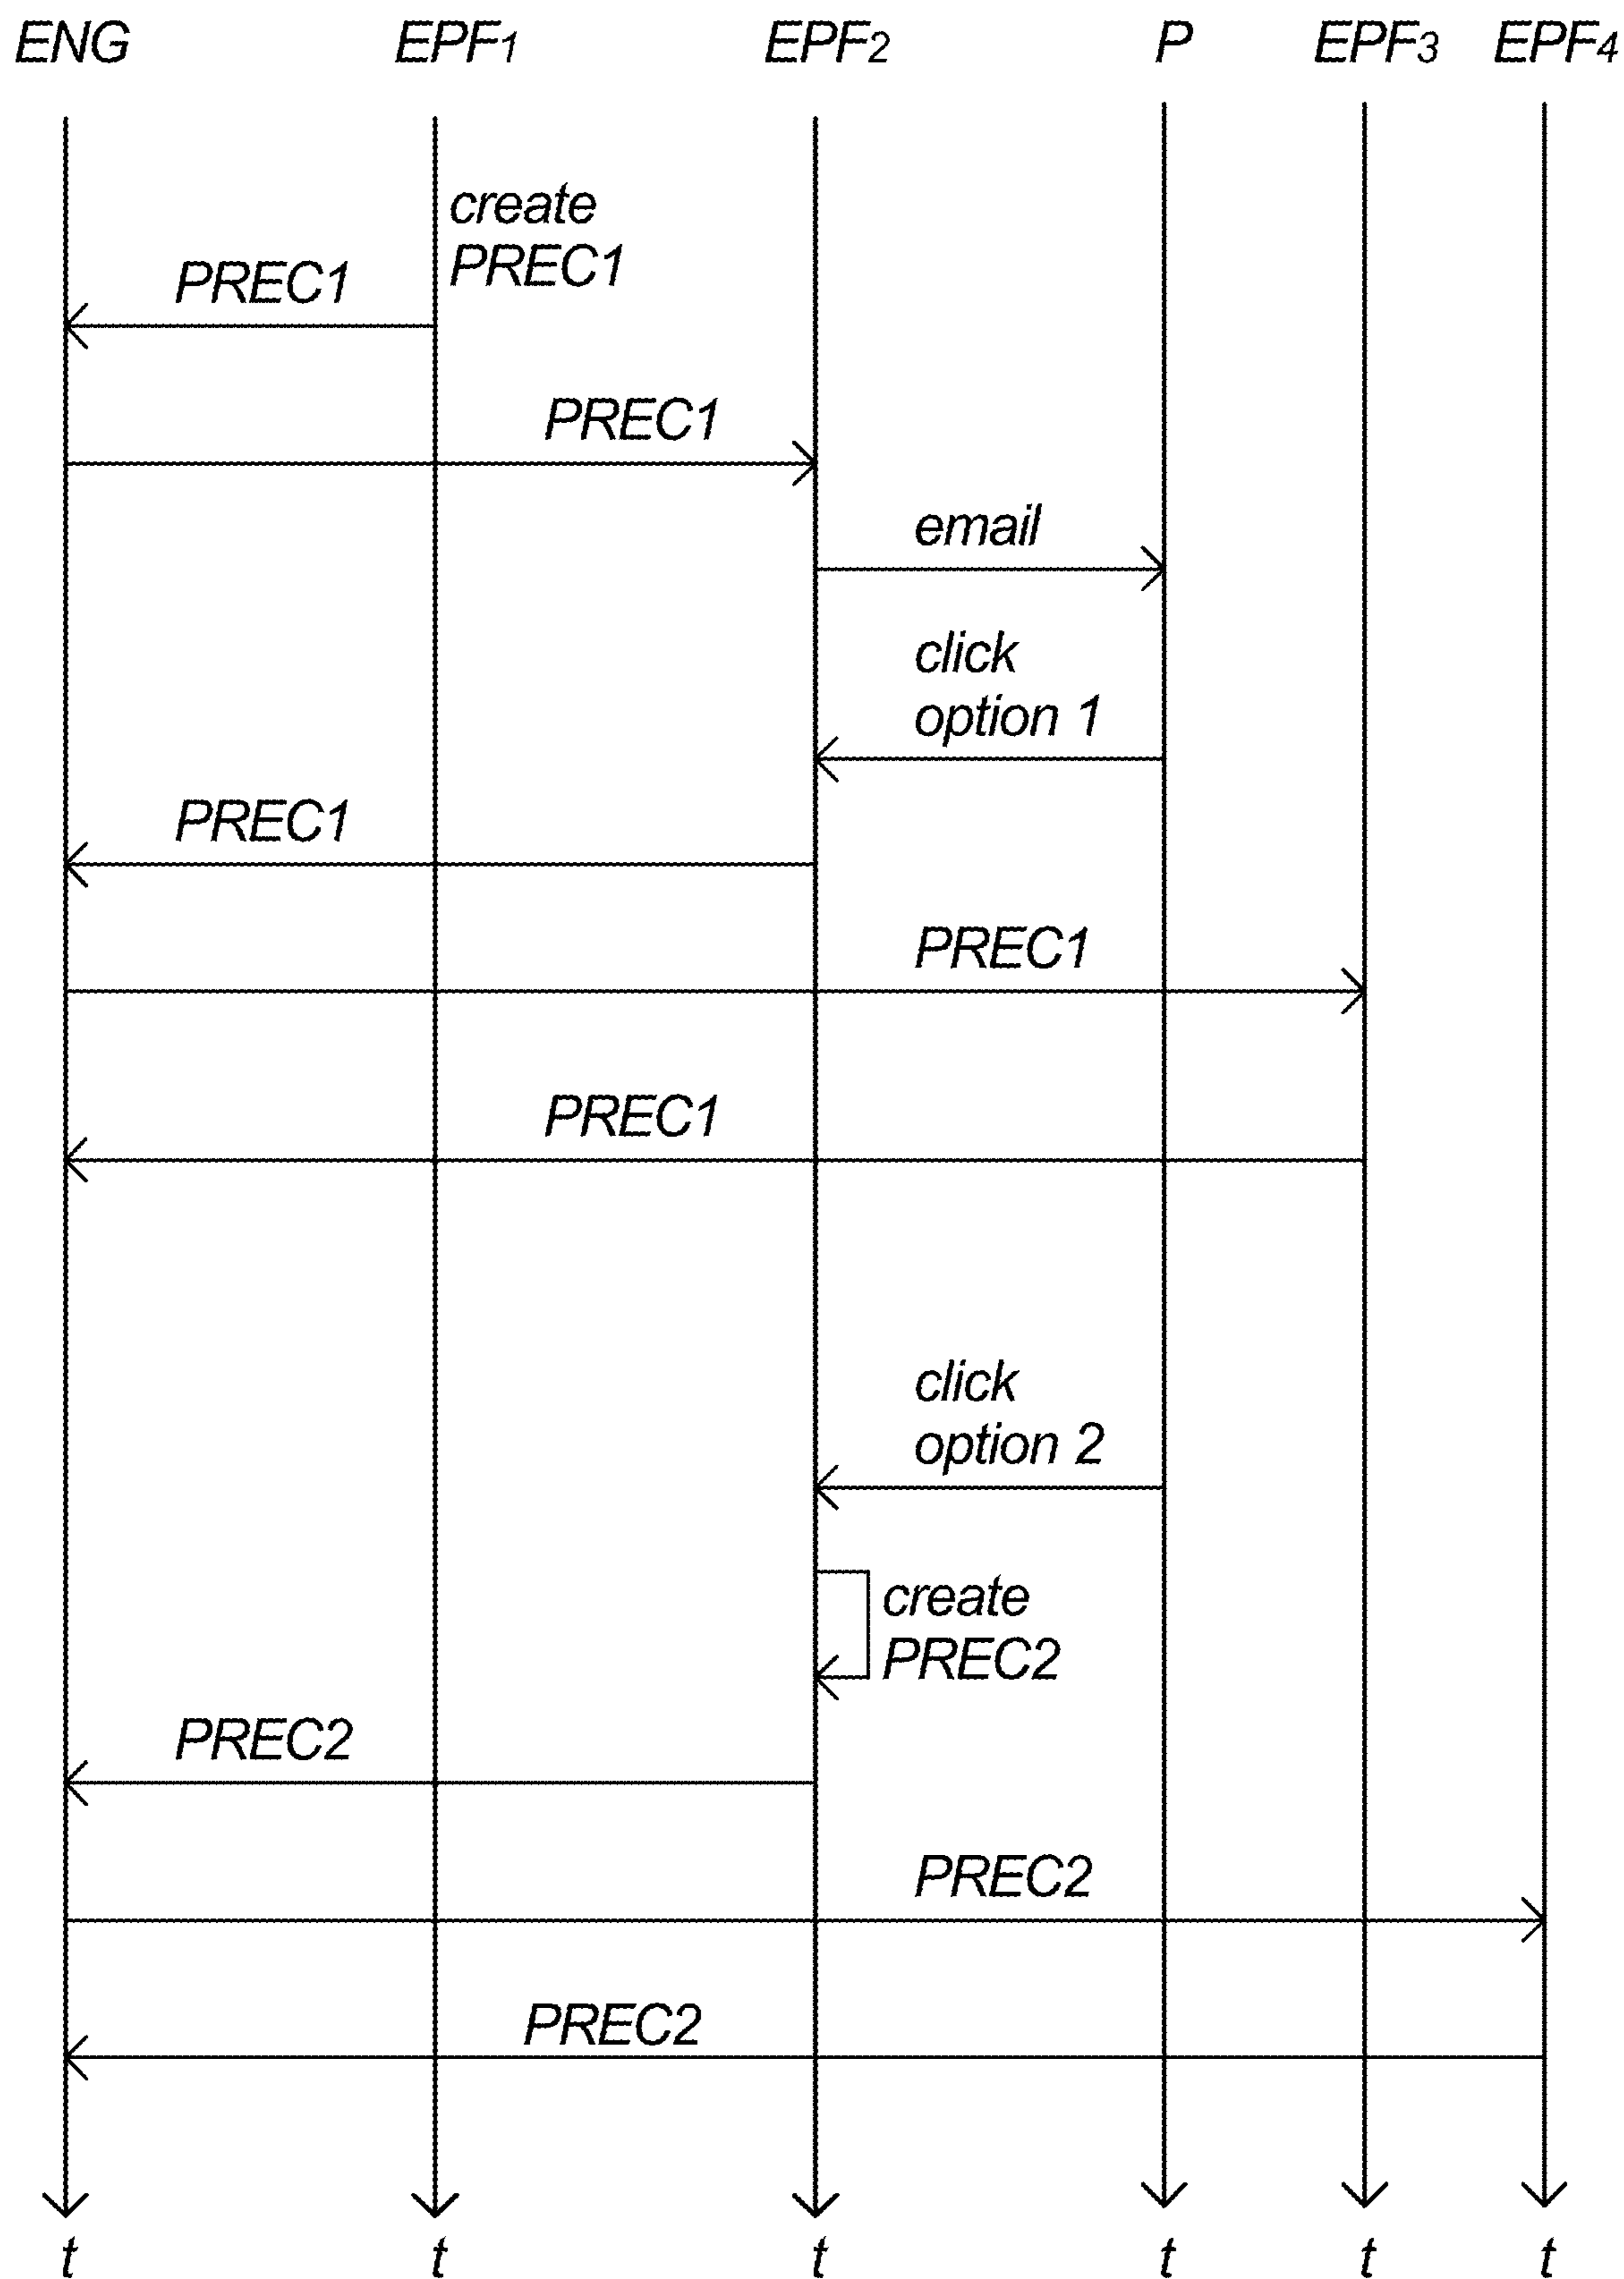 ENG EPF1 EPF2 P EPF3 EPF4
create
PREC1
PREC1
PREC1
email
click
option 1
PREC1
PREC1
PREC1
click
option 2
create
PREC2
PREC2
PREC2
PREC2
t t t t t t